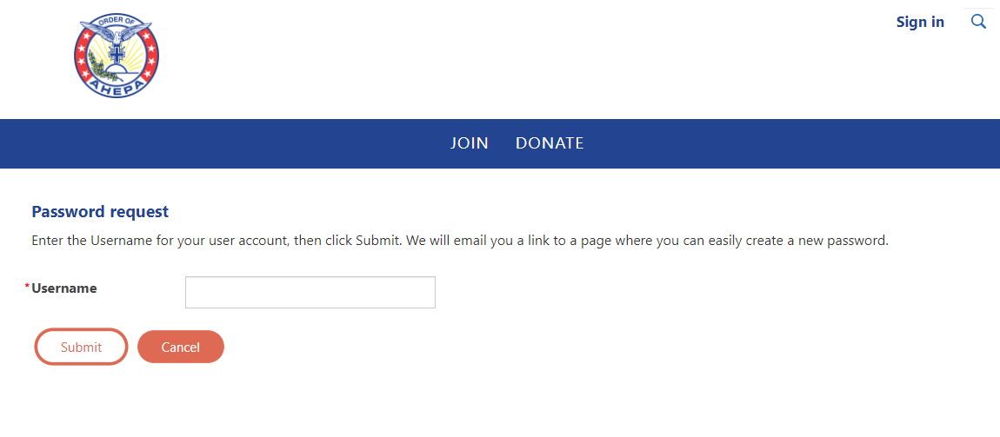 ORDER OF
AHEPA
Sign in
JOIN DONATE
Password request
Enter the Username for your user account, then click Submit. We will email you a link to a page where you can easily create a new password.
*Username
Submit Cancel